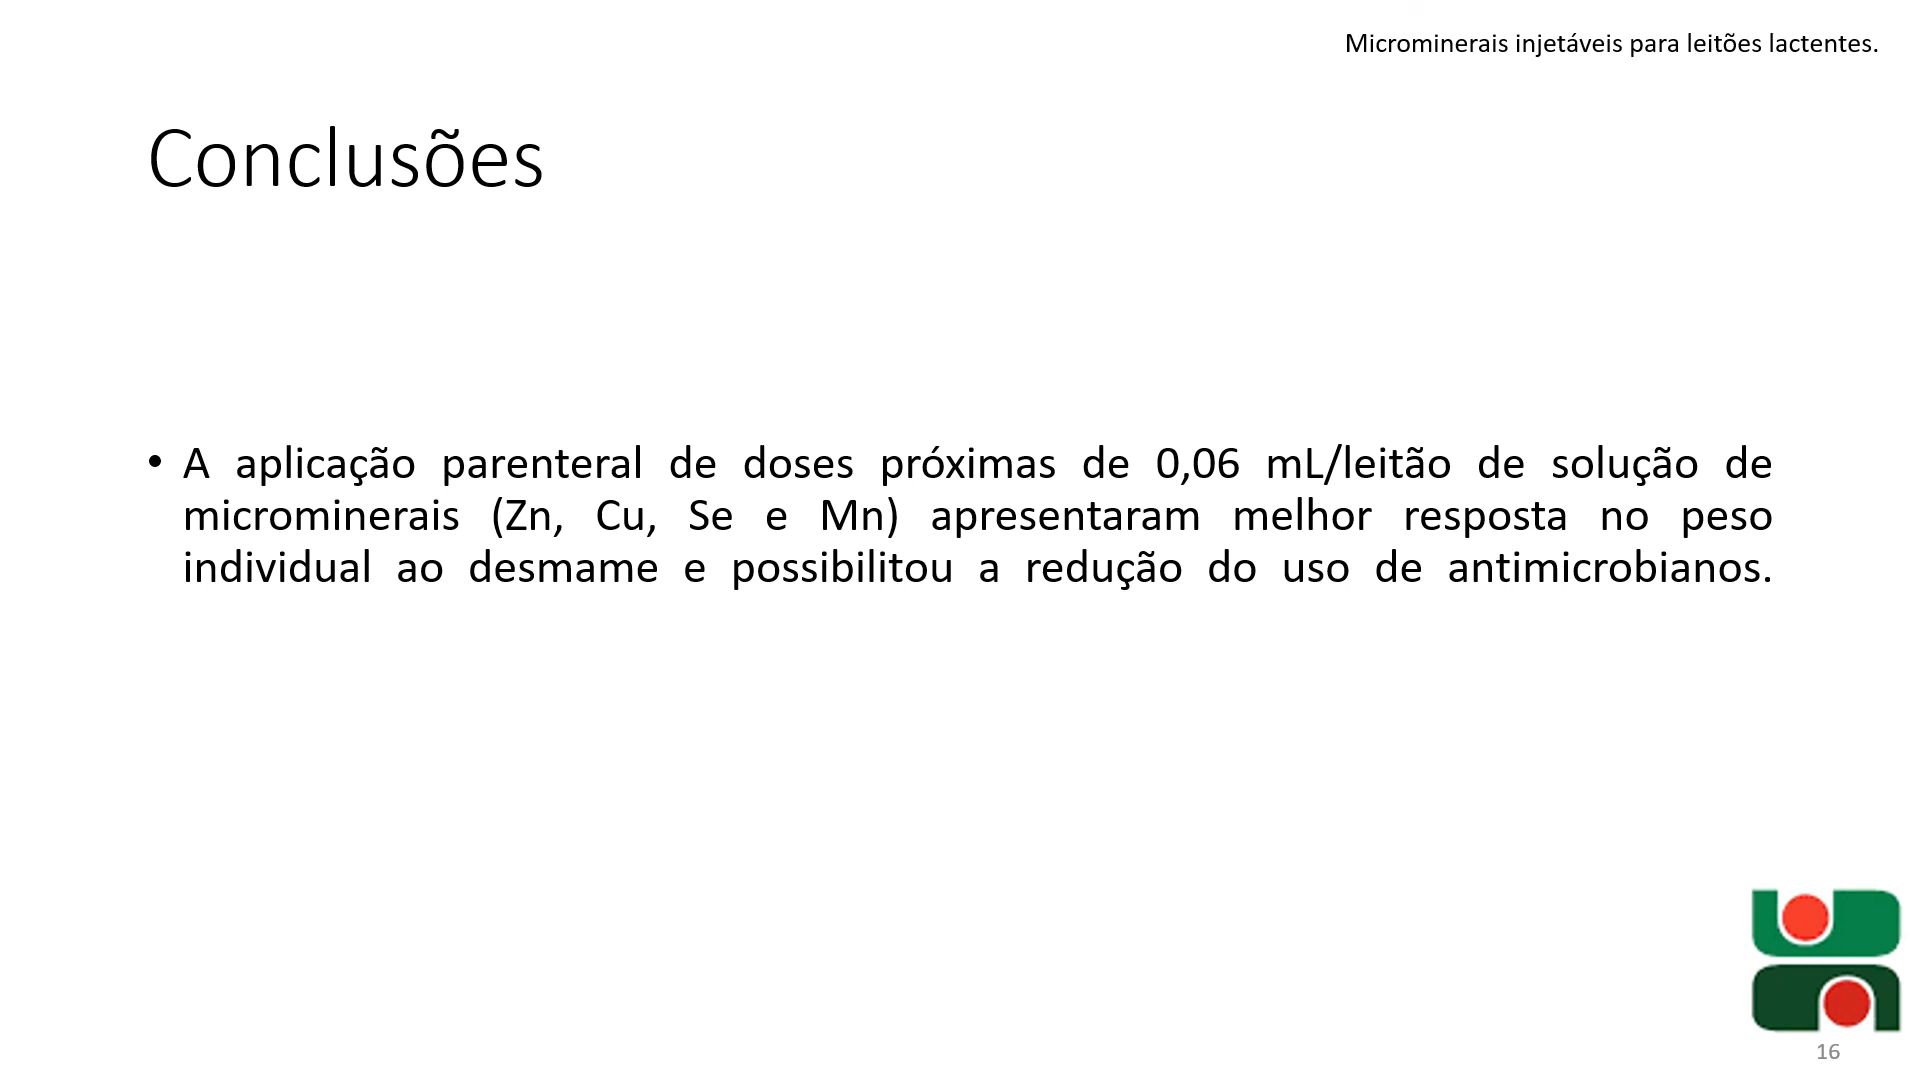 Microminerais injetáveis para leitões lactentes.
Conclusões
• A aplicação parenteral de doses próximas de 0,06 mL/leitão de solução de
microminerais (Zn, Cu, Se e Mn) apresentaram melhor resposta no peso
individual ao desmame e possibilitou a redução do uso de antimicrobianos.
16